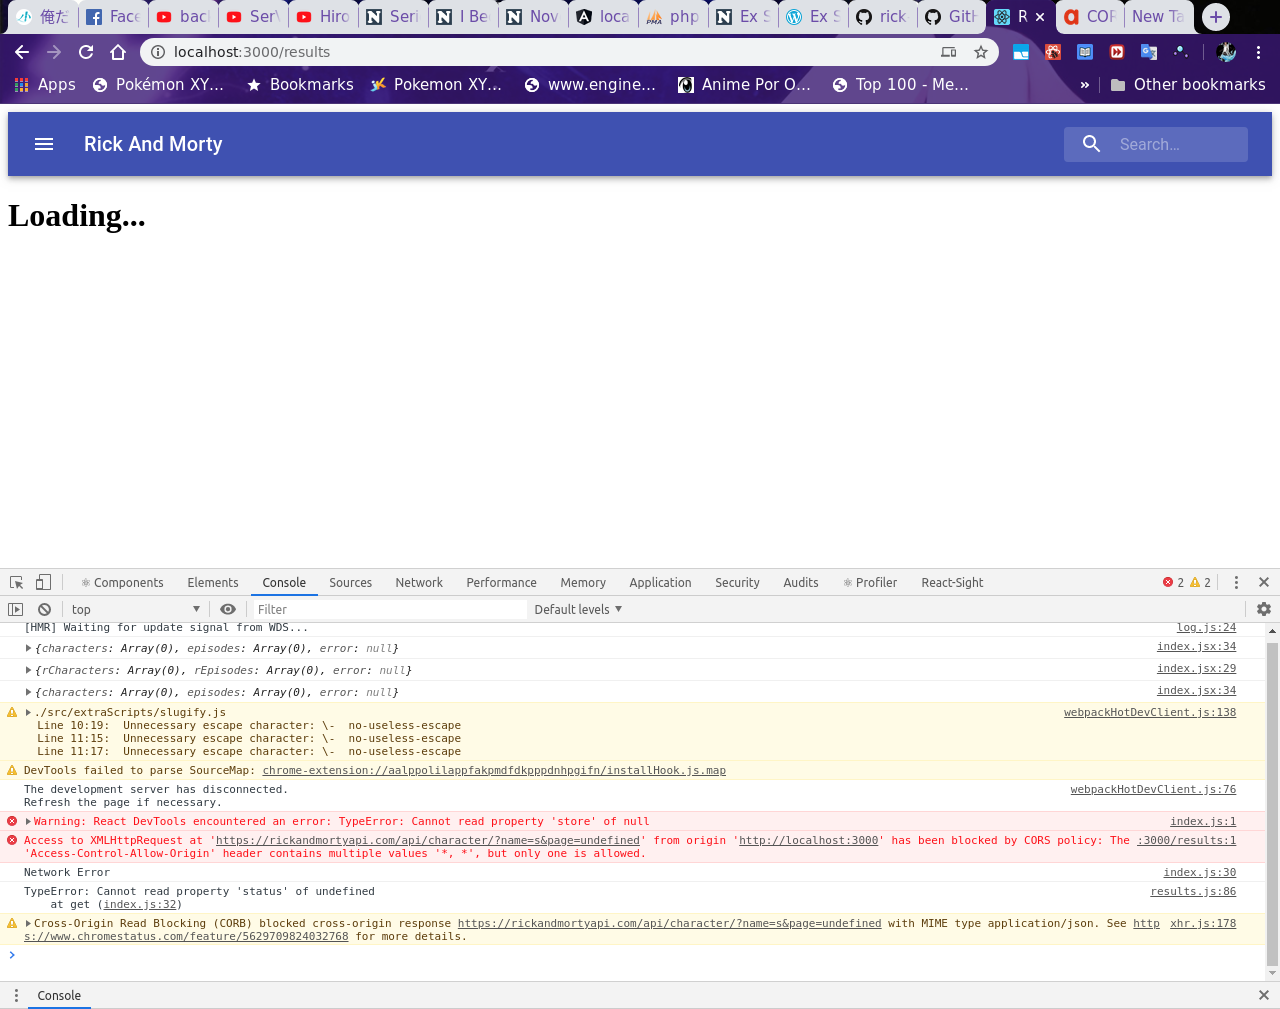 俺だ Face bac SerV Hiro Seri I Be Nov loca php Ex S Ex S rick GitH R COR New Ta
localhost:3000/results
Apps Pokémon XY... Bookmarks Pokemon XY... www.engine... Anime Por O... Top 100 - Me... » Other bookmarks
Rick And Morty Search...
Loading...
Components Elements Console Sources Network Performance Memory Application Security Audits Profiler React-Sight 2 2
top Filter Default levels
[HMR] Waiting for update signal from WDS... log.js:24
{characters: Array(0), episodes: Array(0), error: null} index.jsx:34
{rCharacters: Array(0), rEpisodes: Array(0), error: null} index.jsx:29
{characters: Array(0), episodes: Array(0), error: null} index.jsx:34
./src/extraScripts/slugify.js webpackHotDevClient.js:138
Line 10:19: Unnecessary escape character: \- no-useless-escape
Line 11:15: Unnecessary escape character: \- no-useless-escape
Line 11:17: Unnecessary escape character: \- no-useless-escape
DevTools failed to parse SourceMap: chrome-extension://aalppolilappfakpmdfdkpppdnhpgifn/installHook.js.map
The development server has disconnected. webpackHotDevClient.js:76
Refresh the page if necessary.
Warning: React DevTools encountered an error: TypeError: Cannot read property 'store' of null index.js:1
Access to XMLHttpRequest at 'https://rickandmortyapi.com/api/character/?name=s&page=undefined' from origin 'http://localhost:3000' has been blocked by CORS policy: The :3000/results:1
'Access-Control-Allow-Origin' header contains multiple values '*, *', but only one is allowed.
Network Error index.js:30
TypeError: Cannot read property 'status' of undefined results.js:86
at get (index.js:32)
Cross-Origin Read Blocking (CORB) blocked cross-origin response https://rickandmortyapi.com/api/character/?name=s&page=undefined with MIME type application/json. See http xhr.js:178
s://www.chromestatus.com/feature/5629709824032768 for more details.
Console